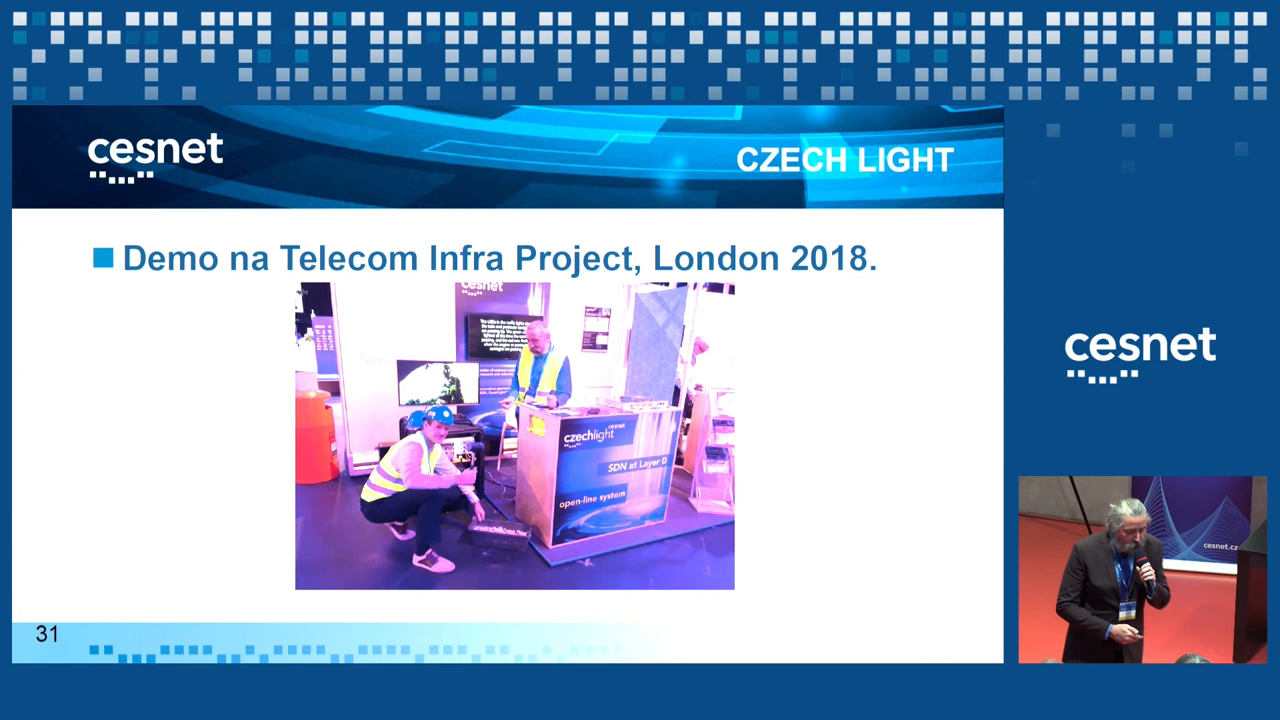 cesnet
CZECH LIGHT
Demo na Telecom Infra Project, London 2018.
cesnet
cesnet
czechlight
SDN at Layer 0
open-line system
31
cesnet
cesnet.cz